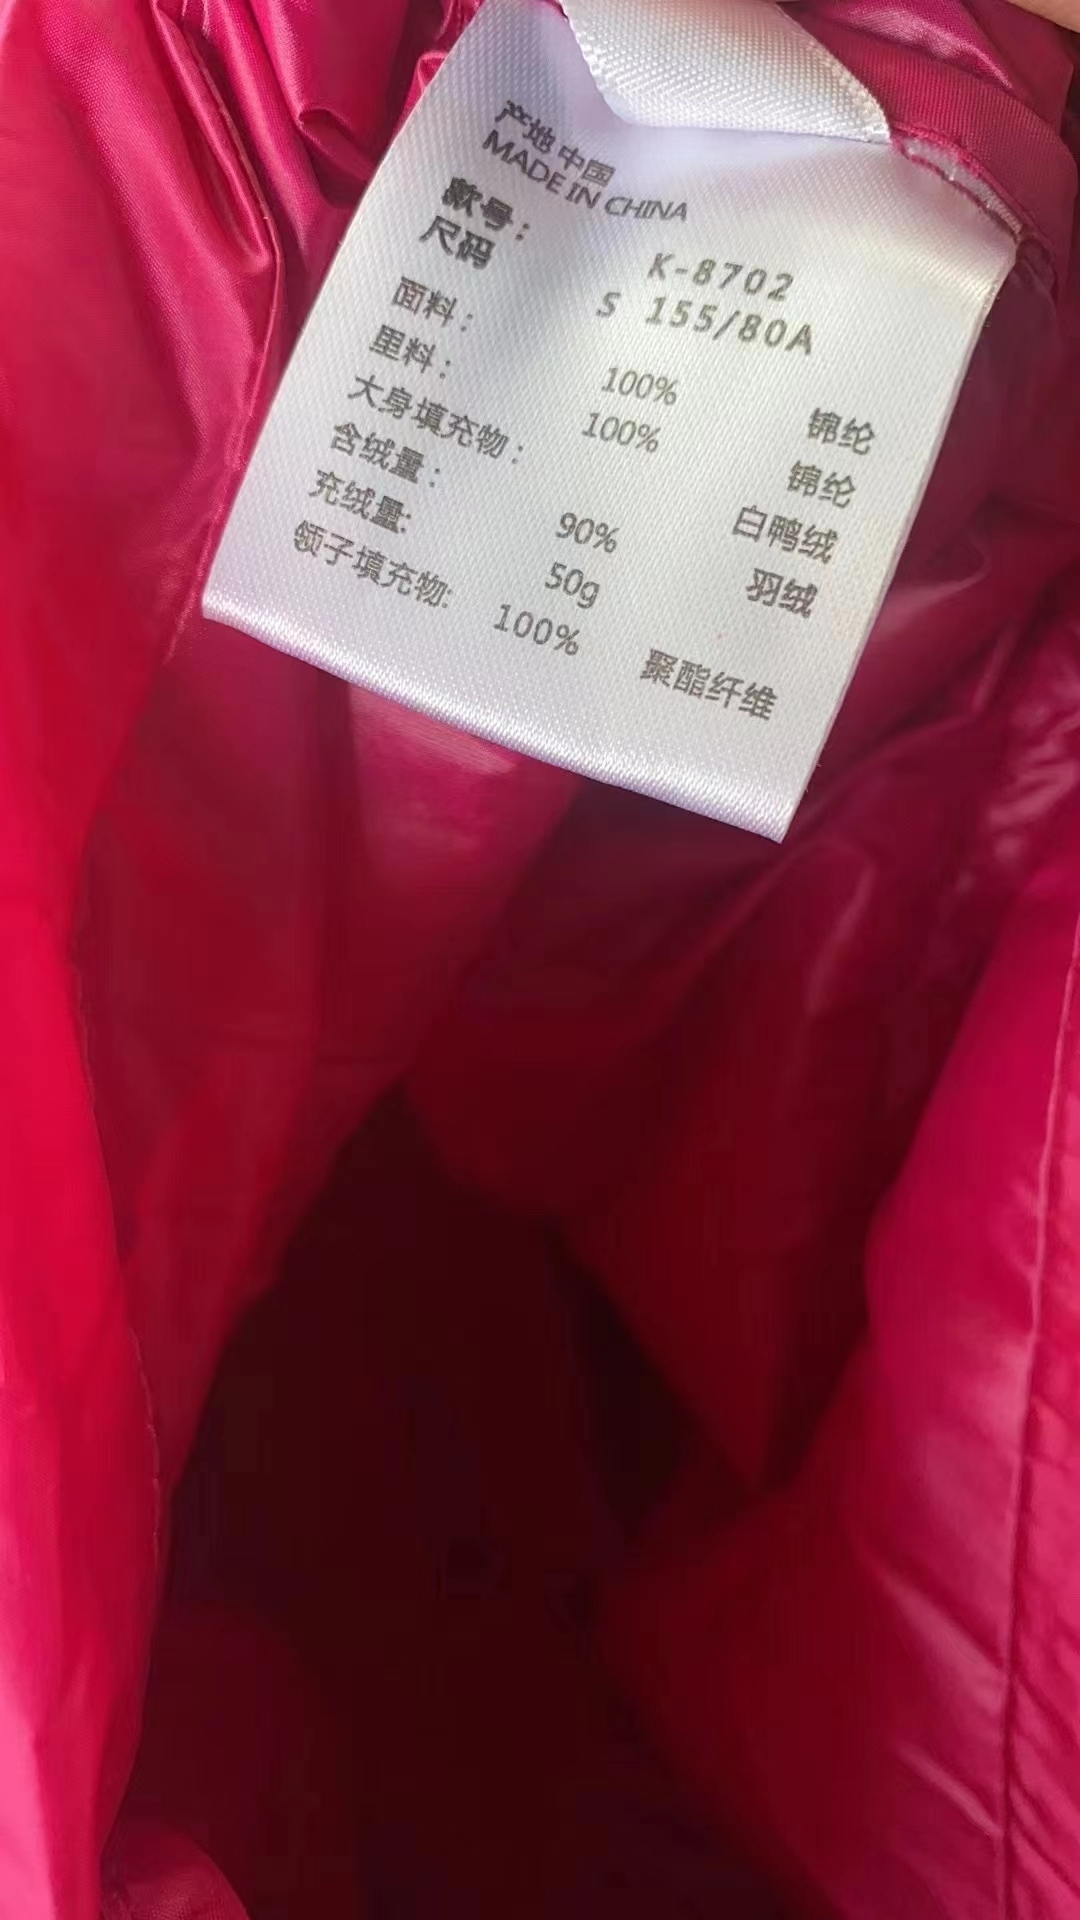 产地 中国
MADE IN CHINA
款号： K-8702
尺码 S 155/80A
面料： 100% 锦纶
里料： 100% 锦纶
大身填充物： 白鸭绒
含绒量： 90% 羽绒
充绒量: 50g
领子填充物: 100% 聚酯纤维